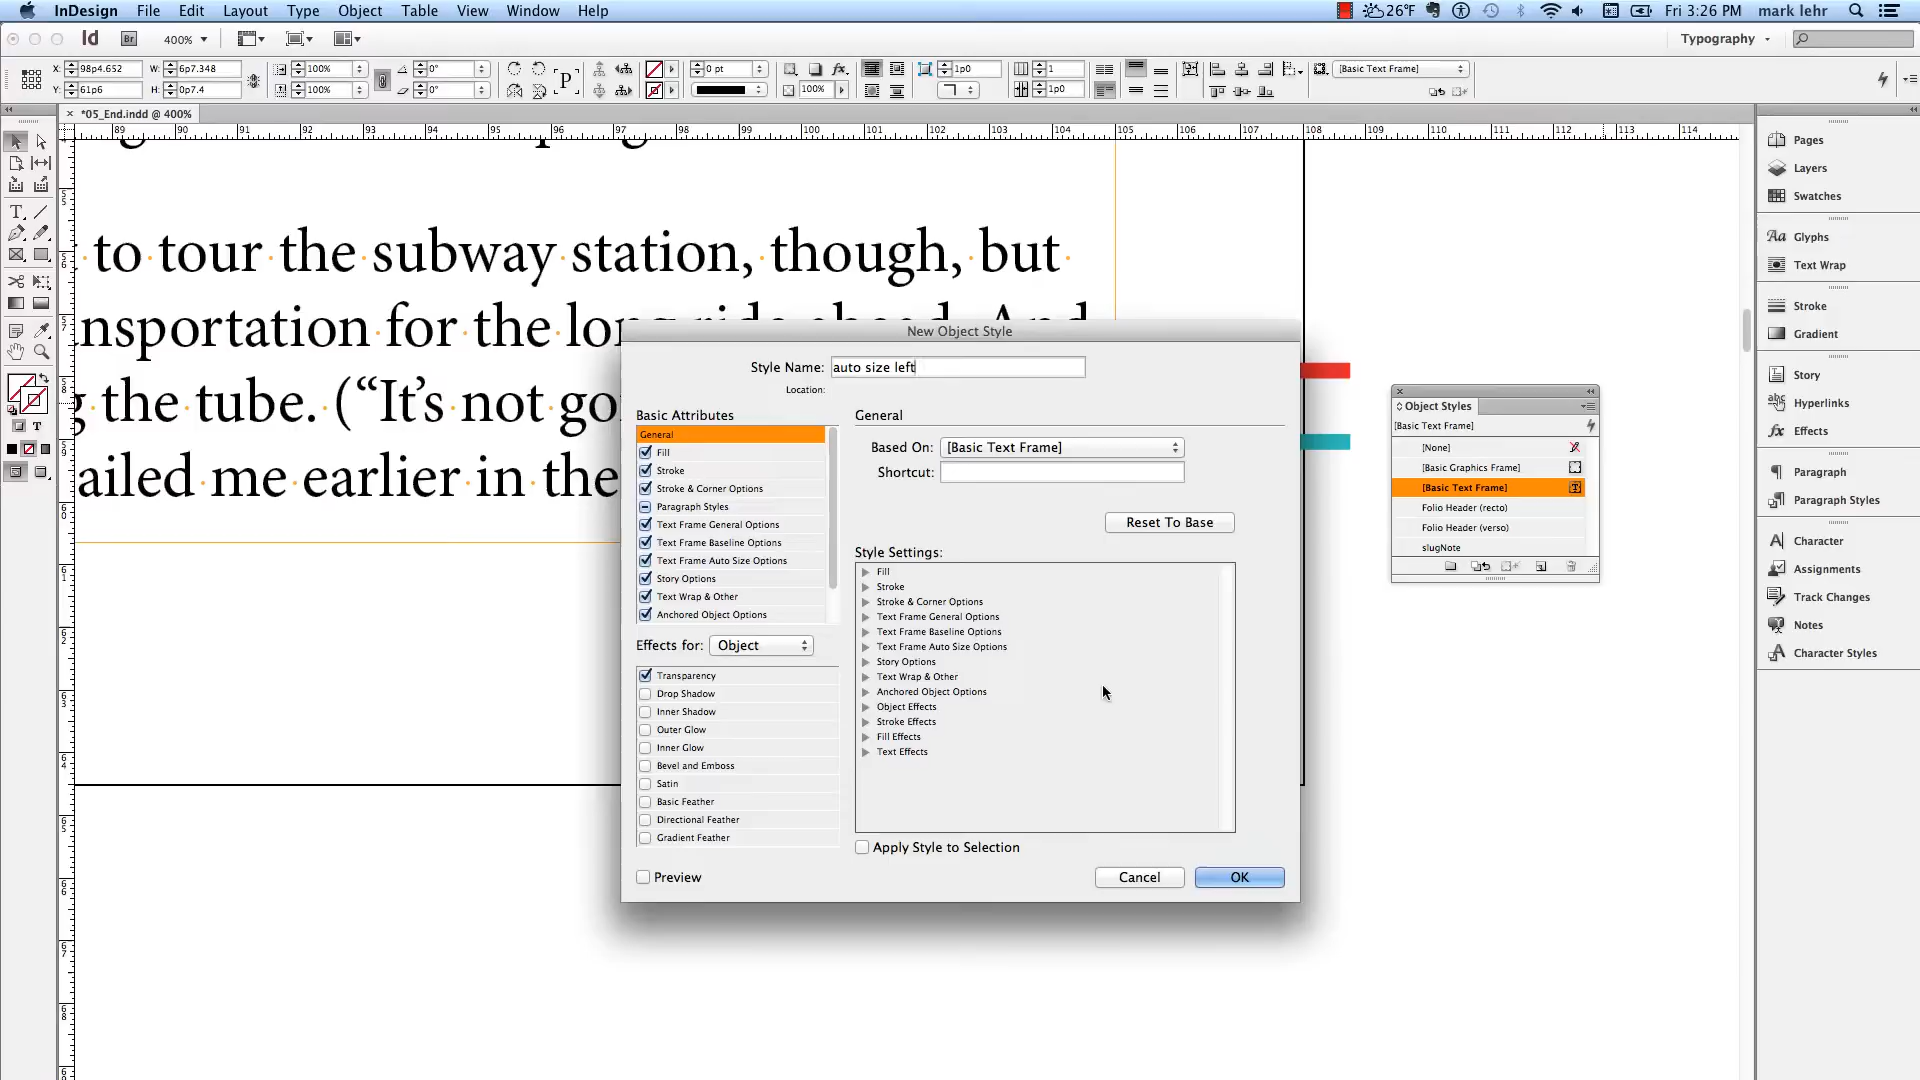 InDesign File Edit Layout Type Object Table View Window Help
26°F Fri 3:26 PM mark lehr
Id Br 400% Typography
X: 98p4.652 W: 6p7.348 100% 0° P 0 pt fx 1p0 1 [Basic Text Frame]
Y: 61p6 H: 0p7.4 100% 0° 100% 1p0
× *05_End.indd @ 400%
89 90 91 92 93 94 95 96 97 98 99 100 101 102 103 104 105 106 107 108 109 110 111 112 113 114
to tour the subway station, though, but
nsportation for the long ride ahead. And
g the tube. (“It’s not go
ailed me earlier in the
New Object Style
Style Name: auto size left
Location:
Basic Attributes
General
Fill
Stroke
Stroke & Corner Options
Paragraph Styles
Text Frame General Options
Text Frame Baseline Options
Text Frame Auto Size Options
Story Options
Text Wrap & Other
Anchored Object Options
Effects for: Object
Transparency
Drop Shadow
Inner Shadow
Outer Glow
Inner Glow
Bevel and Emboss
Satin
Basic Feather
Directional Feather
Gradient Feather
Preview
General
Based On: [Basic Text Frame]
Shortcut:
Reset To Base
Style Settings:
Fill
Stroke
Stroke & Corner Options
Text Frame General Options
Text Frame Baseline Options
Text Frame Auto Size Options
Story Options
Text Wrap & Other
Anchored Object Options
Object Effects
Stroke Effects
Fill Effects
Text Effects
Apply Style to Selection
Cancel OK
Object Styles
[Basic Text Frame]
[None]
[Basic Graphics Frame]
[Basic Text Frame]
Folio Header (recto)
Folio Header (verso)
slugNote
Pages
Layers
Swatches
Glyphs
Text Wrap
Stroke
Gradient
Story
Hyperlinks
Effects
Paragraph
Paragraph Styles
Character
Assignments
Track Changes
Notes
Character Styles